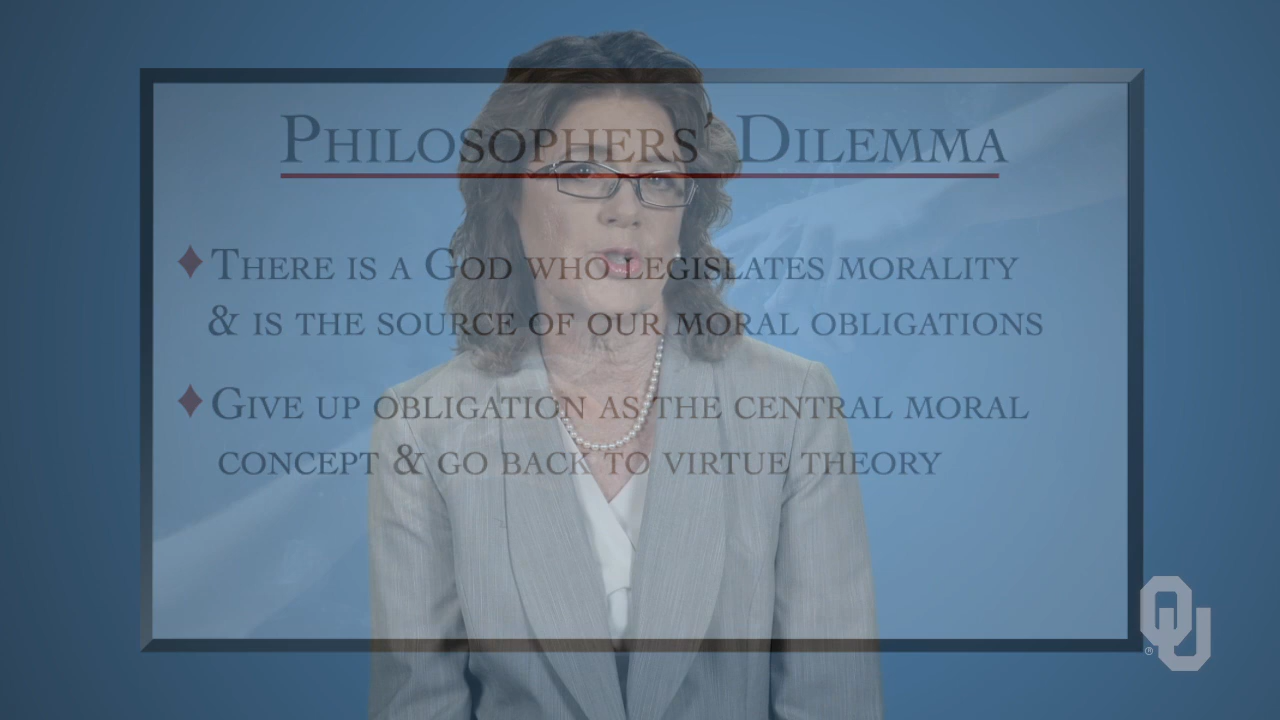 PHILOSOPHERS' DILEMMA
THERE IS A GOD WHO LEGISLATES MORALITY
& IS THE SOURCE OF OUR MORAL OBLIGATIONS
GIVE UP OBLIGATION AS THE CENTRAL MORAL
CONCEPT & GO BACK TO VIRTUE THEORY
OU
®